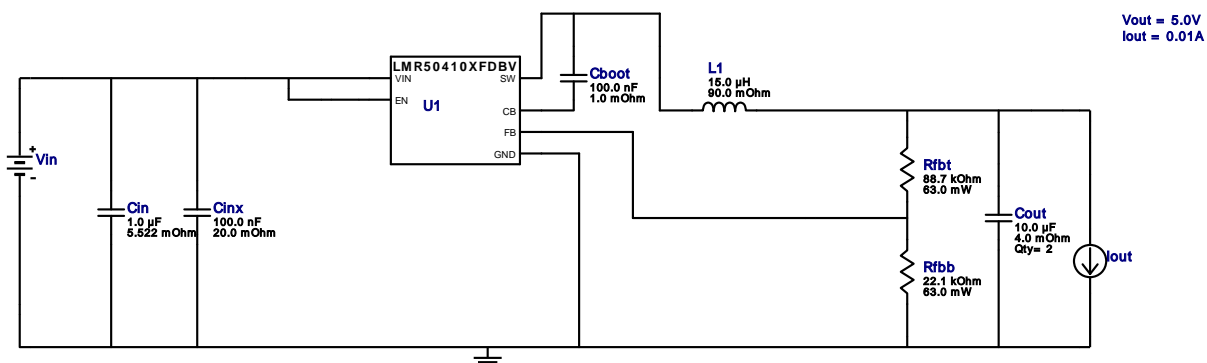 Vout = 5.0V
Iout = 0.01A
LMR50410XFDBV
VIN
SW
EN
U1
CB
FB
GND
Cboot
100.0 nF
1.0 mOhm
L1
15.0 µH
90.0 mOhm
+
Vin
-
Cin
1.0 µF
5.522 mOhm
Cinx
100.0 nF
20.0 mOhm
Rfbt
88.7 kOhm
63.0 mW
Cout
10.0 µF
4.0 mOhm
Qty= 2
Iout
Rfbb
22.1 kOhm
63.0 mW